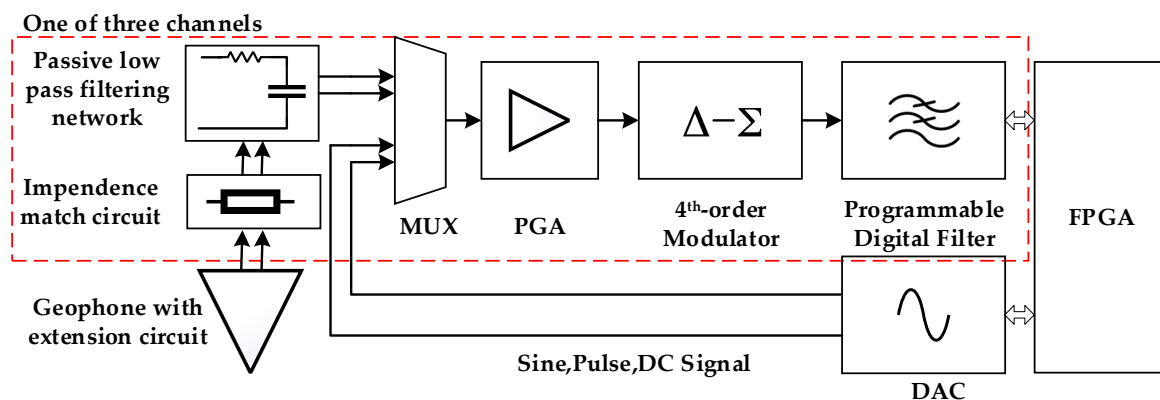 One of three channels
Passive low
pass filtering
network
Impendence
match circuit
Geophone with
extension circuit
MUX
PGA
Δ−Σ
4th-order
Modulator
Programmable
Digital Filter
FPGA
Sine,Pulse,DC Signal
DAC